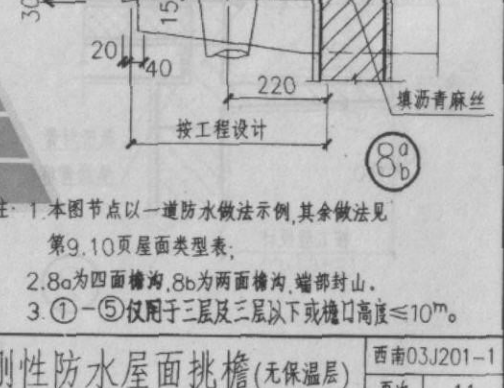 30
15
20
40
220
填沥青麻丝
按工程设计
8 a b
注: 1.本图节点以一道防水做法示例,其余做法见
第9.10页屋面类型表;
2.8a为四面檐沟,8b为两面檐沟,端部封山。
3.①-⑤仅用于三层及三层以下或檐口高度≤10m。
刚性防水屋面挑檐(无保温层)
西南03J201-1